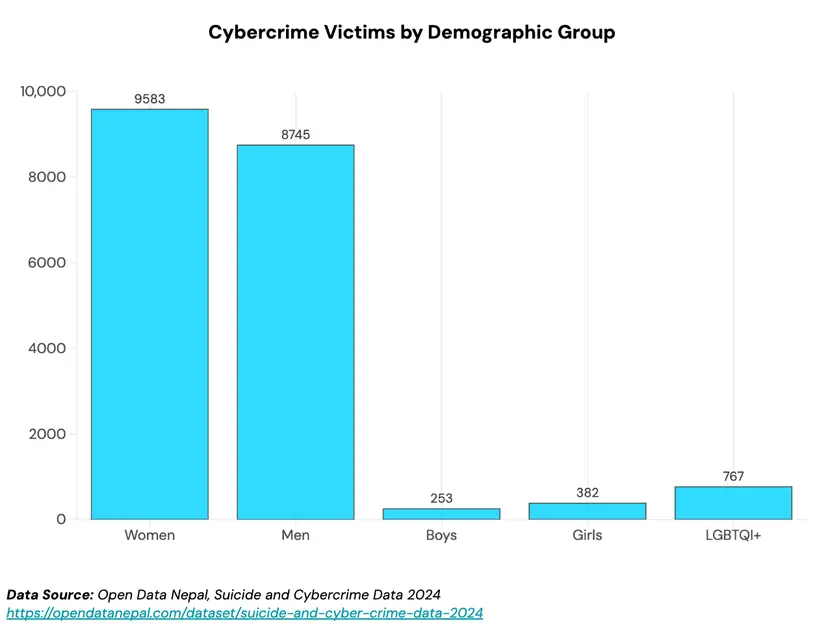 Cybercrime Victims by Demographic Group
10,000
8000
6000
4000
2000
0
9583
8745
253
382
767
Women
Men
Boys
Girls
LGBTQI+
Data Source: Open Data Nepal, Suicide and Cybercrime Data 2024
https://opendatanepal.com/dataset/suicide-and-cyber-crime-data-2024